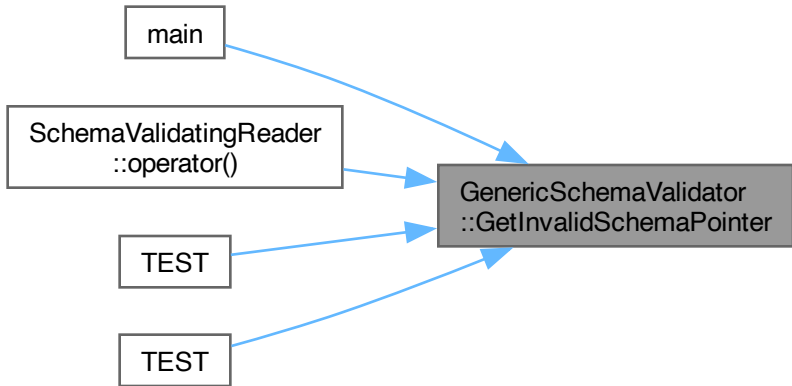 main
SchemaValidatingReader
::operator()
GenericSchemaValidator
::GetInvalidSchemaPointer
TEST
TEST